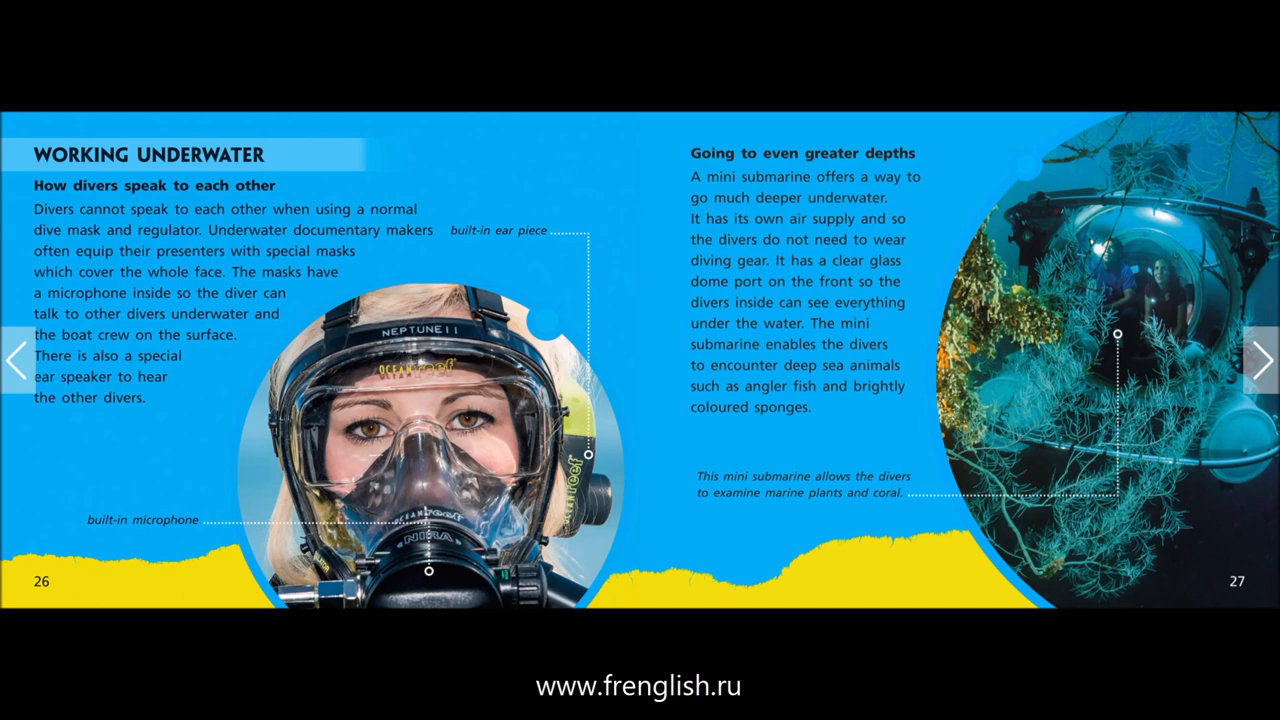 WORKING UNDERWATER
How divers speak to each other
Divers cannot speak to each other when using a normal
dive mask and regulator. Underwater documentary makers
often equip their presenters with special masks
which cover the whole face. The masks have
a microphone inside so the diver can
talk to other divers underwater and
the boat crew on the surface.
There is also a special
ear speaker to hear
the other divers.
built-in ear piece
NEPTUNE II
OCEAN reef
OCEAN reef
OCEAN reef
NIRA
built-in microphone
26
Going to even greater depths
A mini submarine offers a way to
go much deeper underwater.
It has its own air supply and so
the divers do not need to wear
diving gear. It has a clear glass
dome port on the front so the
divers inside can see everything
under the water. The mini
submarine enables the divers
to encounter deep sea animals
such as angler fish and brightly
coloured sponges.
This mini submarine allows the divers
to examine marine plants and coral.
27
www.frenglish.ru